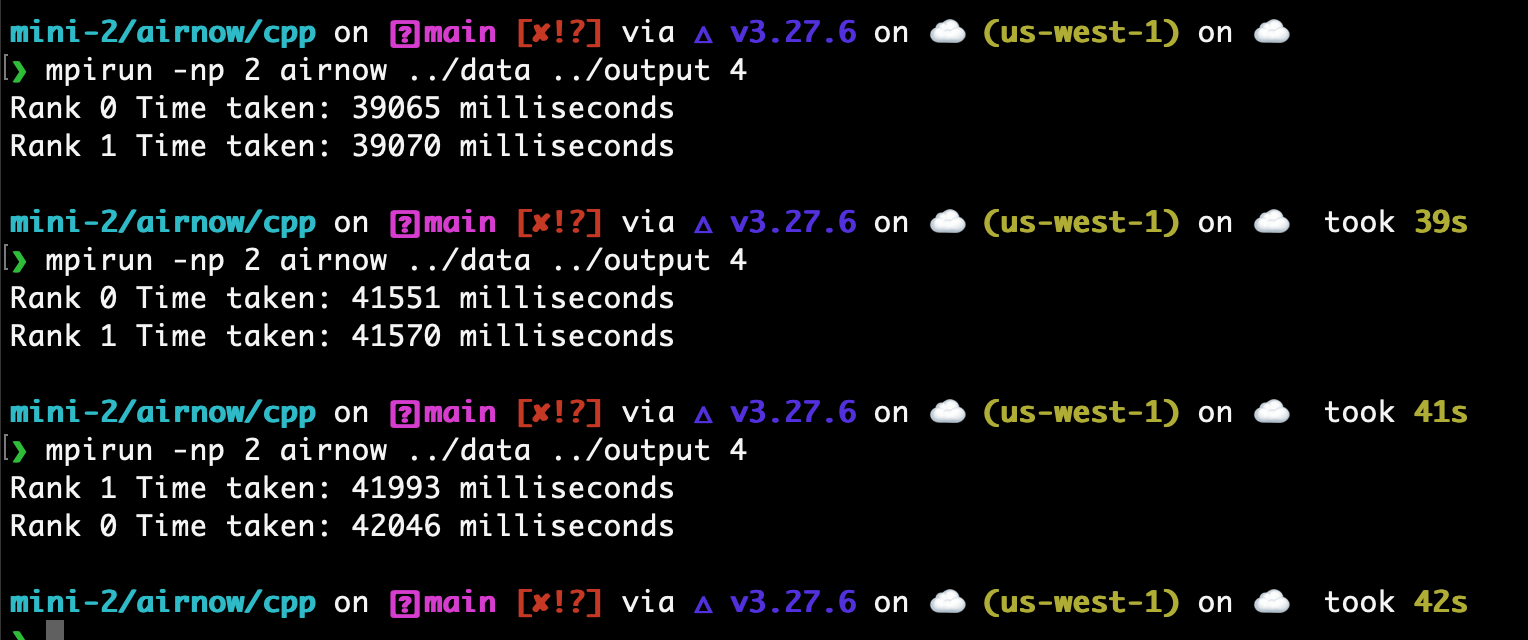 mini-2/airnow/cpp on ?main [✘!?] via △ v3.27.6 on ☁️ (us-west-1) on ☁️
❯ mpirun -np 2 airnow ../data ../output 4
Rank 0 Time taken: 39065 milliseconds
Rank 1 Time taken: 39070 milliseconds
mini-2/airnow/cpp on ?main [✘!?] via △ v3.27.6 on ☁️ (us-west-1) on ☁️ took 39s
❯ mpirun -np 2 airnow ../data ../output 4
Rank 0 Time taken: 41551 milliseconds
Rank 1 Time taken: 41570 milliseconds
mini-2/airnow/cpp on ?main [✘!?] via △ v3.27.6 on ☁️ (us-west-1) on ☁️ took 41s
❯ mpirun -np 2 airnow ../data ../output 4
Rank 1 Time taken: 41993 milliseconds
Rank 0 Time taken: 42046 milliseconds
mini-2/airnow/cpp on ?main [✘!?] via △ v3.27.6 on ☁️ (us-west-1) on ☁️ took 42s
❯